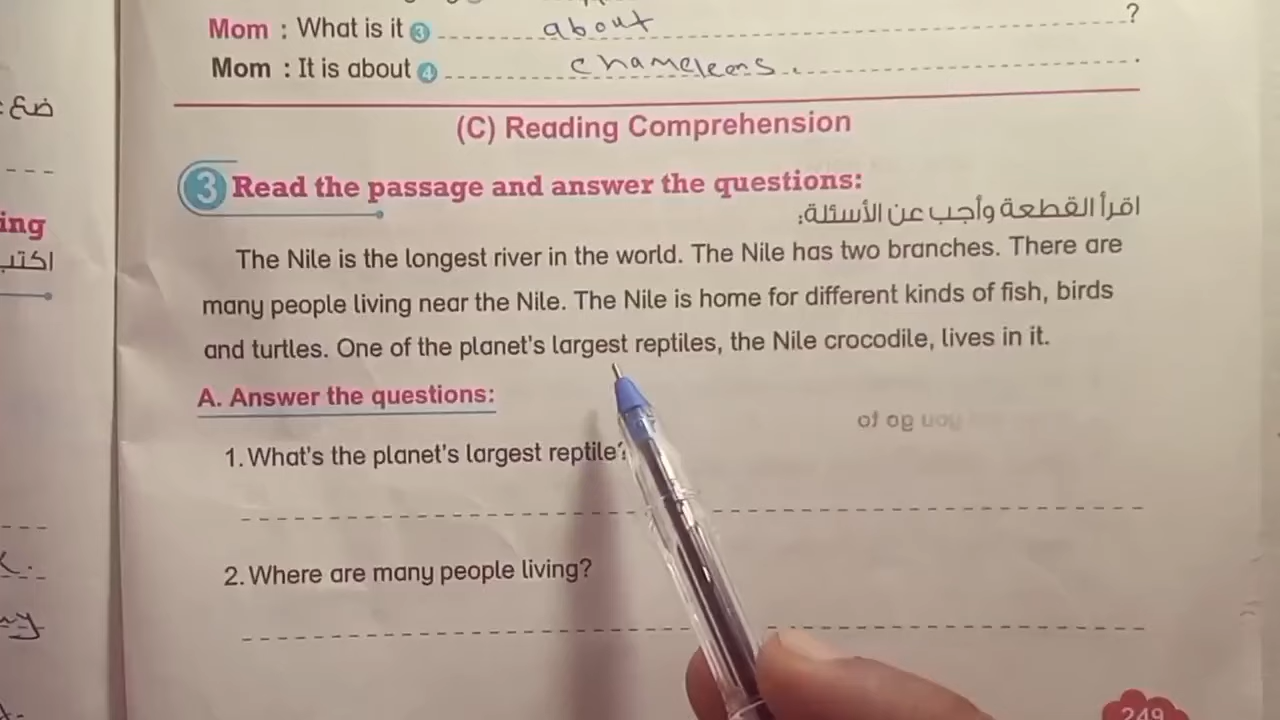 Mom : What is it 3 about ?
Mom : It is about 4 chameleons.
(C) Reading Comprehension
3 Read the passage and answer the questions:
اقرأ القطعة وأجب عن الأسئلة:
The Nile is the longest river in the world. The Nile has two branches. There are
many people living near the Nile. The Nile is home for different kinds of fish, birds
and turtles. One of the planet's largest reptiles, the Nile crocodile, lives in it.
A. Answer the questions:
1. What's the planet's largest reptile?
2. Where are many people living?
249
ضع
ing
اكتب